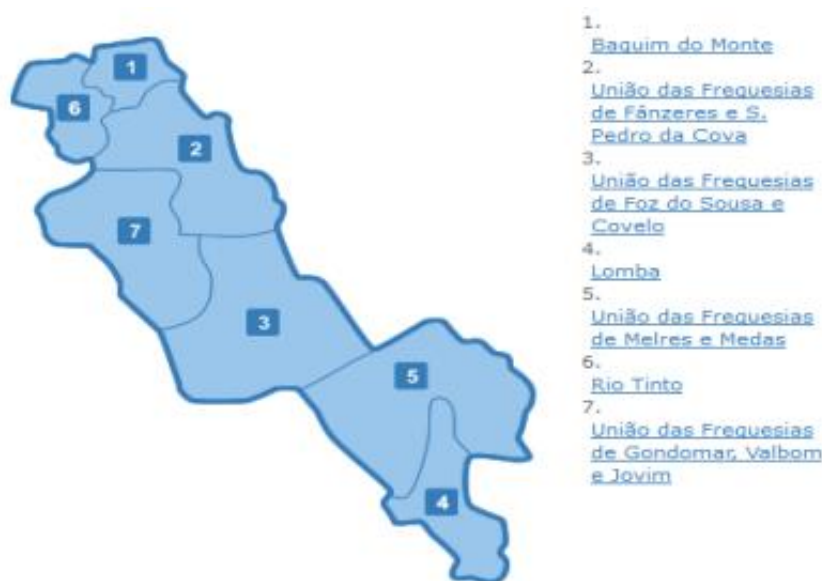 1
6
2
7
3
5
4
1.
Baguim do Monte
2.
União das Freguesias
de Fânzeres e S.
Pedro da Cova
3.
União das Freguesias
de Foz do Sousa e
Covelo
4.
Lomba
5.
União das Freguesias
de Melres e Medas
6.
Rio Tinto
7.
União das Freguesias
de Gondomar, Valbom
e Jovim